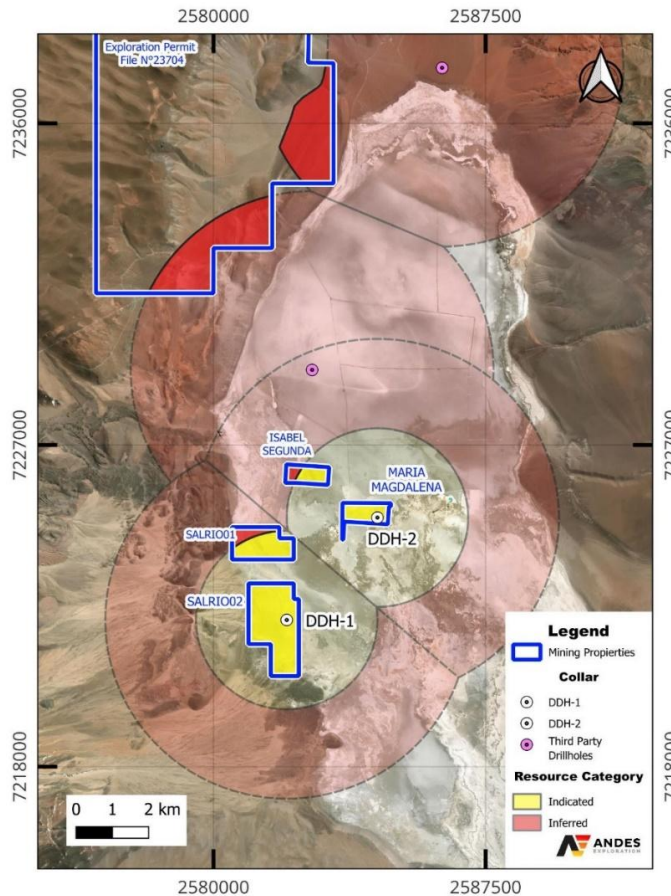 2580000 2587500
Exploration Permit
File N°23704
7236000 7236000
7227000 7227000
ISABEL
SEGUNDA
MARIA
MAGDALENA
SALRIO01
DDH-2
SALRIO02
DDH-1
Legend
Mining Propierties
Collar
DDH-1
DDH-2
Third Party
Drillholes
Resource Category
Indicated
Inferred
7218000 7218000
0 1 2 km
ANDES
EXPLORATION
2580000 2587500